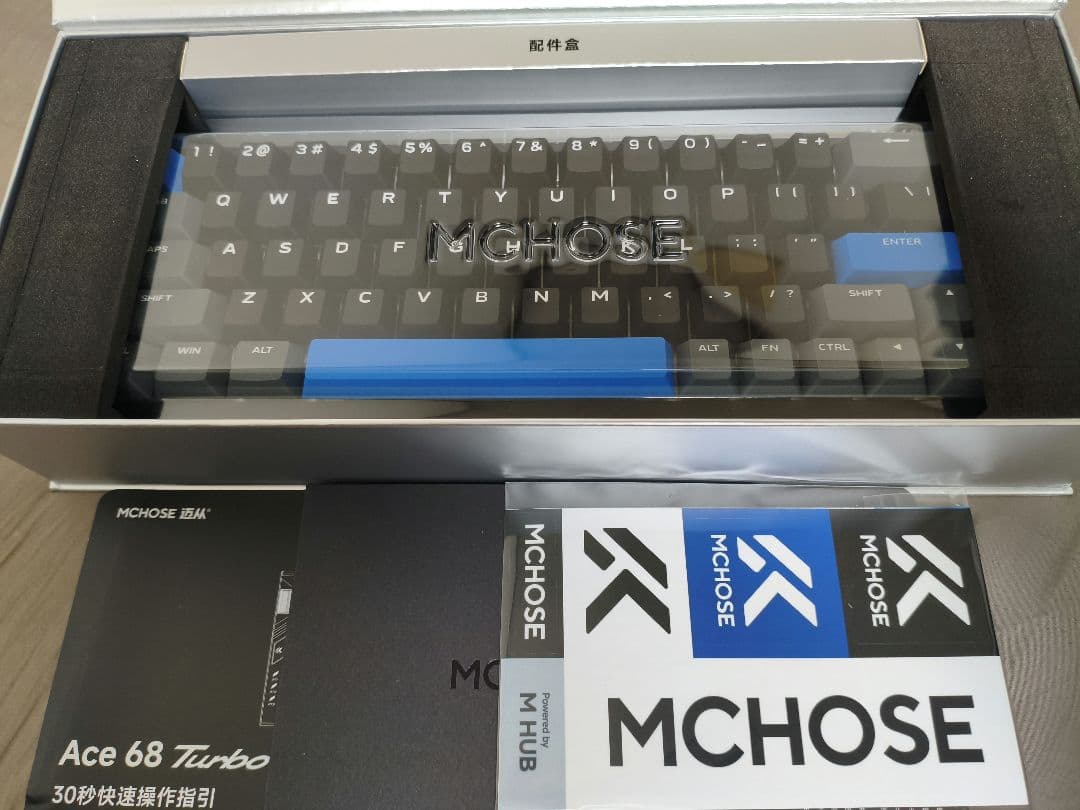 配件盒
1 ! 2 @ 3 # 4 $ 5 % 6 ^ 7 & 8 * 9 ( 0 ) - _ = + ←
Q W E R T Y U I O P [ { ] } \ |
MCHOSE
APS A S D F G H K L ; : ' " ENTER
SHIFT Z X C V B N M , < . > / ? SHIFT ▲
WIN ALT ALT FN CTRL ◄ ▼
MCHOSE 迈从®
Ace 68 Turbo
30秒快速操作指引
MC
MCHOSE
MCHOSE
MCHOSE
Powered by
M HUB
MCHOSE